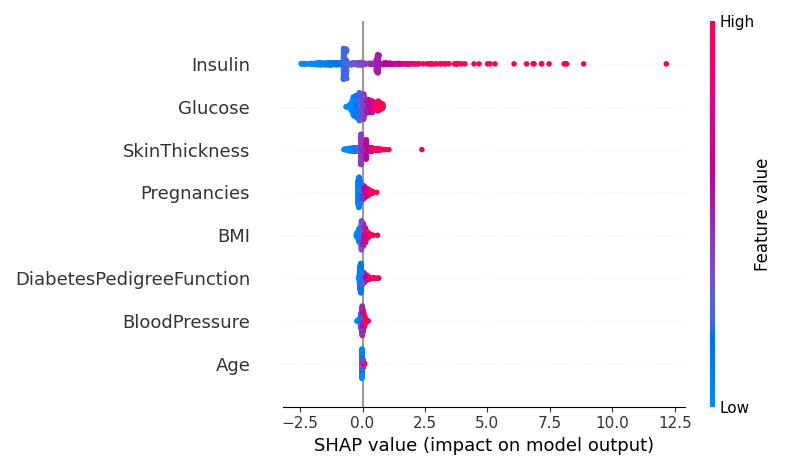 High
Insulin
Glucose
SkinThickness
Pregnancies
BMI
DiabetesPedigreeFunction
BloodPressure
Age
Feature value
Low
−2.5 0.0 2.5 5.0 7.5 10.0 12.5
SHAP value (impact on model output)